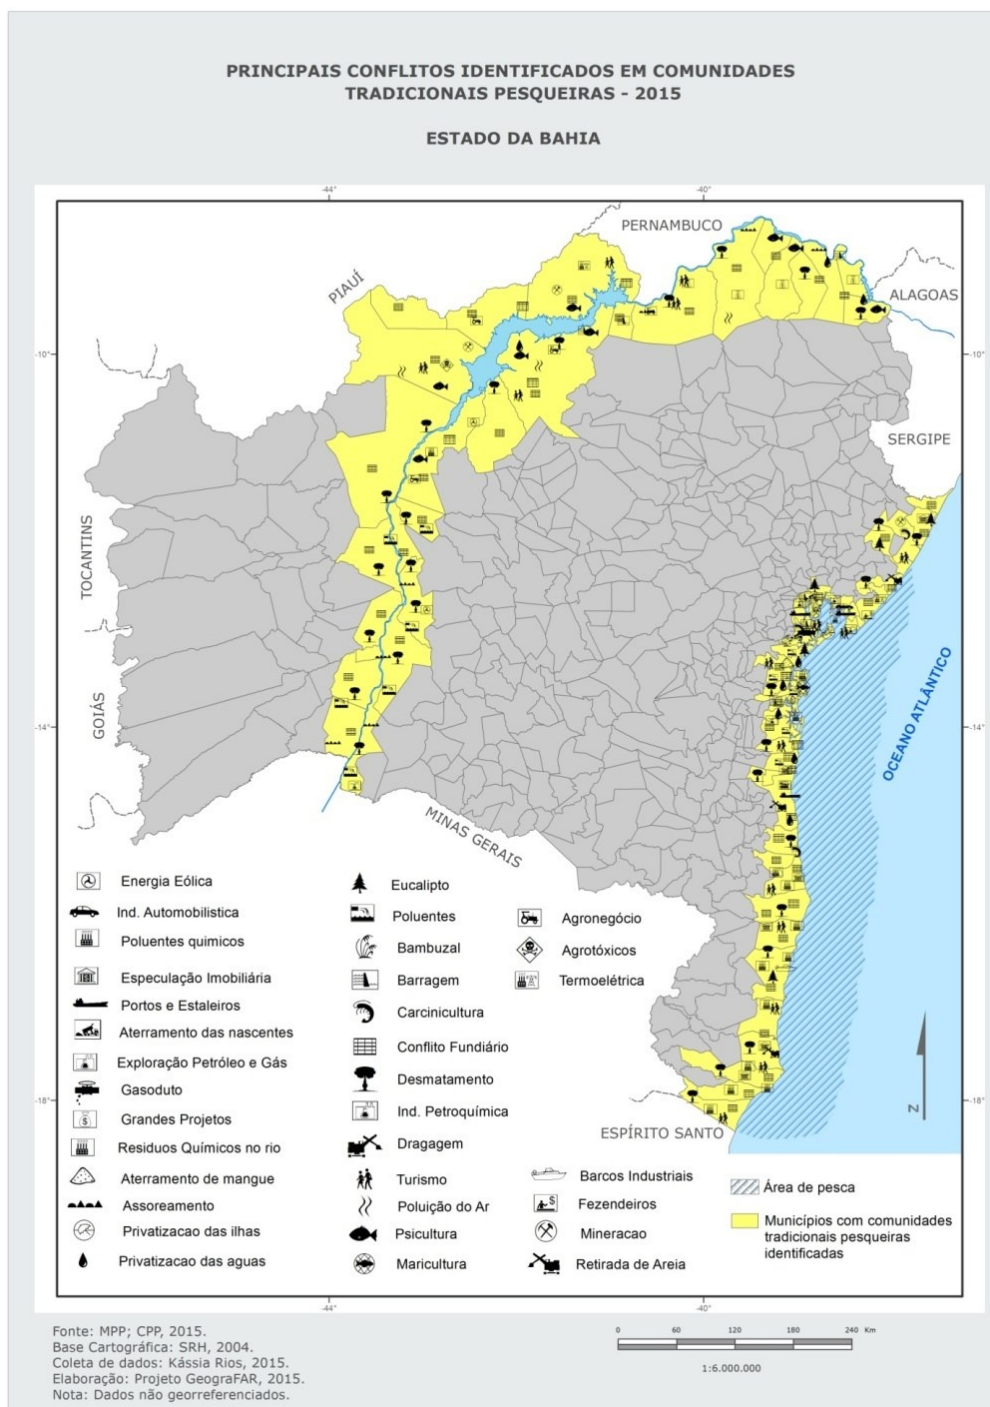 PRINCIPAIS CONFLITOS IDENTIFICADOS EM COMUNIDADES
TRADICIONAIS PESQUEIRAS - 2015
ESTADO DA BAHIA
-44°
-40°
PERNAMBUCO
PIAUÍ
ALAGOAS
-10°
-10°
SERGIPE
TOCANTINS
GOIÁS
OCEANO ATLÂNTICO
-14°
-14°
MINAS GERAIS
Energia Eólica
Ind. Automobilistica
Poluentes quimicos
Especulação Imobiliária
Portos e Estaleiros
Aterramento das nascentes
Exploração Petróleo e Gás
Gasoduto
Grandes Projetos
Residuos Químicos no rio
Aterramento de mangue
Assoreamento
Privatizacao das ilhas
Privatizacao das aguas
Eucalipto
Poluentes
Bambuzal
Barragem
Carcinicultura
Conflito Fundiário
Desmatamento
Ind. Petroquímica
Dragagem
Turismo
Poluição do Ar
Psicultura
Maricultura
Agronegócio
Agrotóxicos
Termoelétrica
Barcos Industriais
Fezendeiros
Mineracao
Retirada de Areia
-18°
-18°
ESPÍRITO SANTO
N
Área de pesca
Municípios com comunidades
tradicionais pesqueiras
identificadas
-44°
-40°
Fonte: MPP; CPP, 2015.
Base Cartográfica: SRH, 2004.
Coleta de dados: Kássia Rios, 2015.
Elaboração: Projeto GeografAR, 2015.
Nota: Dados não georreferenciados.
0 60 120 180 240 Km
1:6.000.000